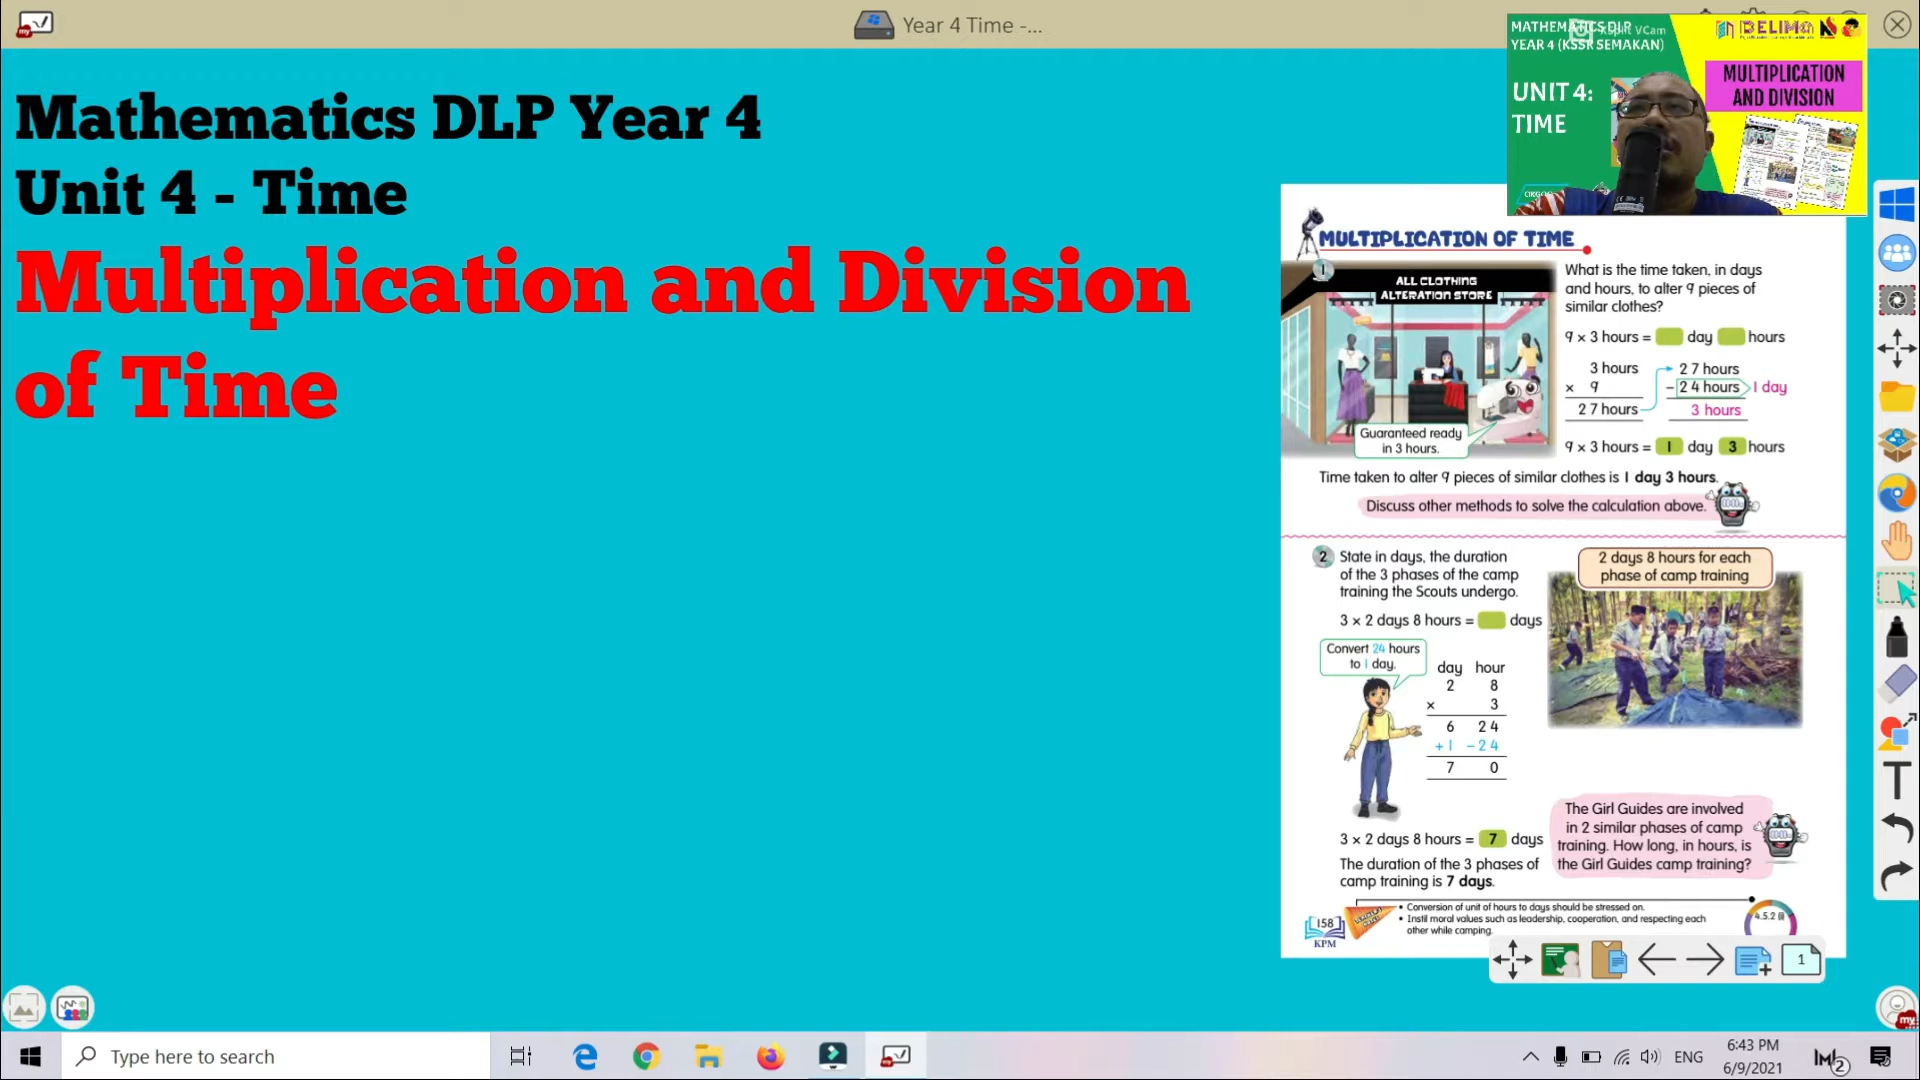 Year 4 Time -...
Mathematics DLP Year 4
Unit 4 - Time
Multiplication and Division
of Time
MATHEMATICS DLP
YEAR 4 (KSSR SEMAKAN)
UNIT 4:
TIME
DELIMa
VCam
MULTIPLICATION
AND DIVISION
MULTIPLICATION OF TIME
1
ALL CLOTHING
ALTERATION STORE
Guaranteed ready
in 3 hours.
What is the time taken, in days
and hours, to alter 9 pieces of
similar clothes?
9 × 3 hours = day hours
3 hours
× 9
27 hours
27 hours
- 24 hours 1 day
3 hours
9 × 3 hours = 1 day 3 hours
Time taken to alter 9 pieces of similar clothes is 1 day 3 hours.
Discuss other methods to solve the calculation above.
2
State in days, the duration
of the 3 phases of the camp
training the Scouts undergo.
2 days 8 hours for each
phase of camp training
3 × 2 days 8 hours = days
Convert 24 hours
to 1 day.
day hour
2 8
× 3
6 24
+1 -24
7 0
3 × 2 days 8 hours = 7 days
The duration of the 3 phases of
camp training is 7 days.
The Girl Guides are involved
in 2 similar phases of camp
training. How long, in hours, is
the Girl Guides camp training?
158
KPM
• Conversion of unit of hours to days should be stressed on.
• Instil moral values such as leadership, cooperation, and respecting each
other while camping.
4.5.2
T
1
my
Type here to search
ENG
6:43 PM
6/9/2021
2